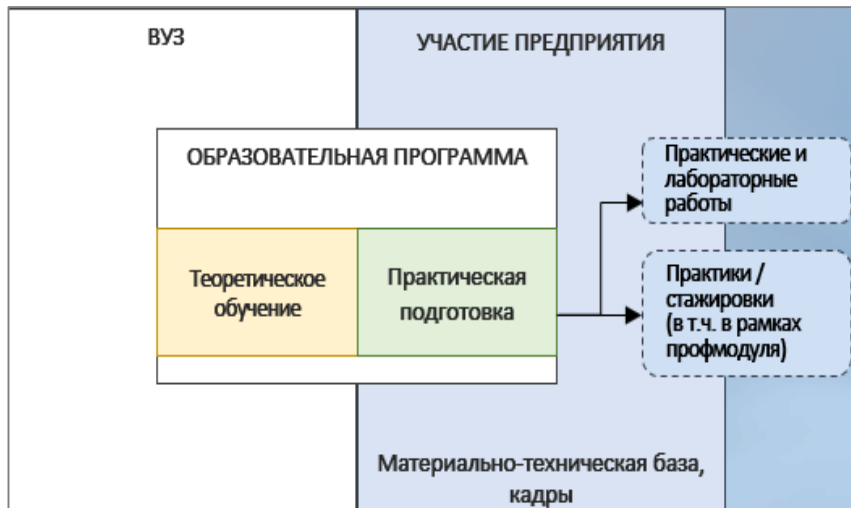 ВУЗ
УЧАСТИЕ ПРЕДПРИЯТИЯ
ОБРАЗОВАТЕЛЬНАЯ ПРОГРАММА
Теоретическое
обучение
Практическая
подготовка
Практические и
лабораторные
работы
Практики /
стажировки
(в т.ч. в рамках
профмодуля)
Материально-техническая база,
кадры